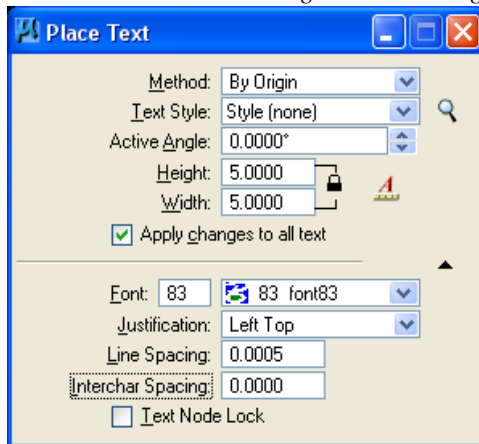 Place Text
Method: By Origin
Text Style: Style (none)
Active Angle: 0.0000°
Height: 5.0000
Width: 5.0000
Apply changes to all text
Font: 83 83 font83
Justification: Left Top
Line Spacing: 0.0005
Interchar Spacing: 0.0000
Text Node Lock